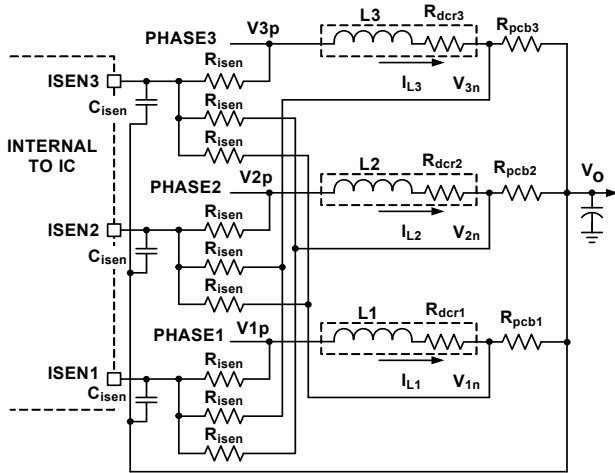 PHASE3 V3p L3 Rdcr3 Rpcb3
ISEN3 Risen IL3 V3n
Cisen Risen
Risen
INTERNAL
TO IC
PHASE2 V2p L2 Rdcr2 Rpcb2 Vo
ISEN2 Risen IL2 V2n
Cisen Risen
Risen
PHASE1 V1p L1 Rdcr1 Rpcb1
ISEN1 Risen IL1 V1n
Cisen Risen
Risen